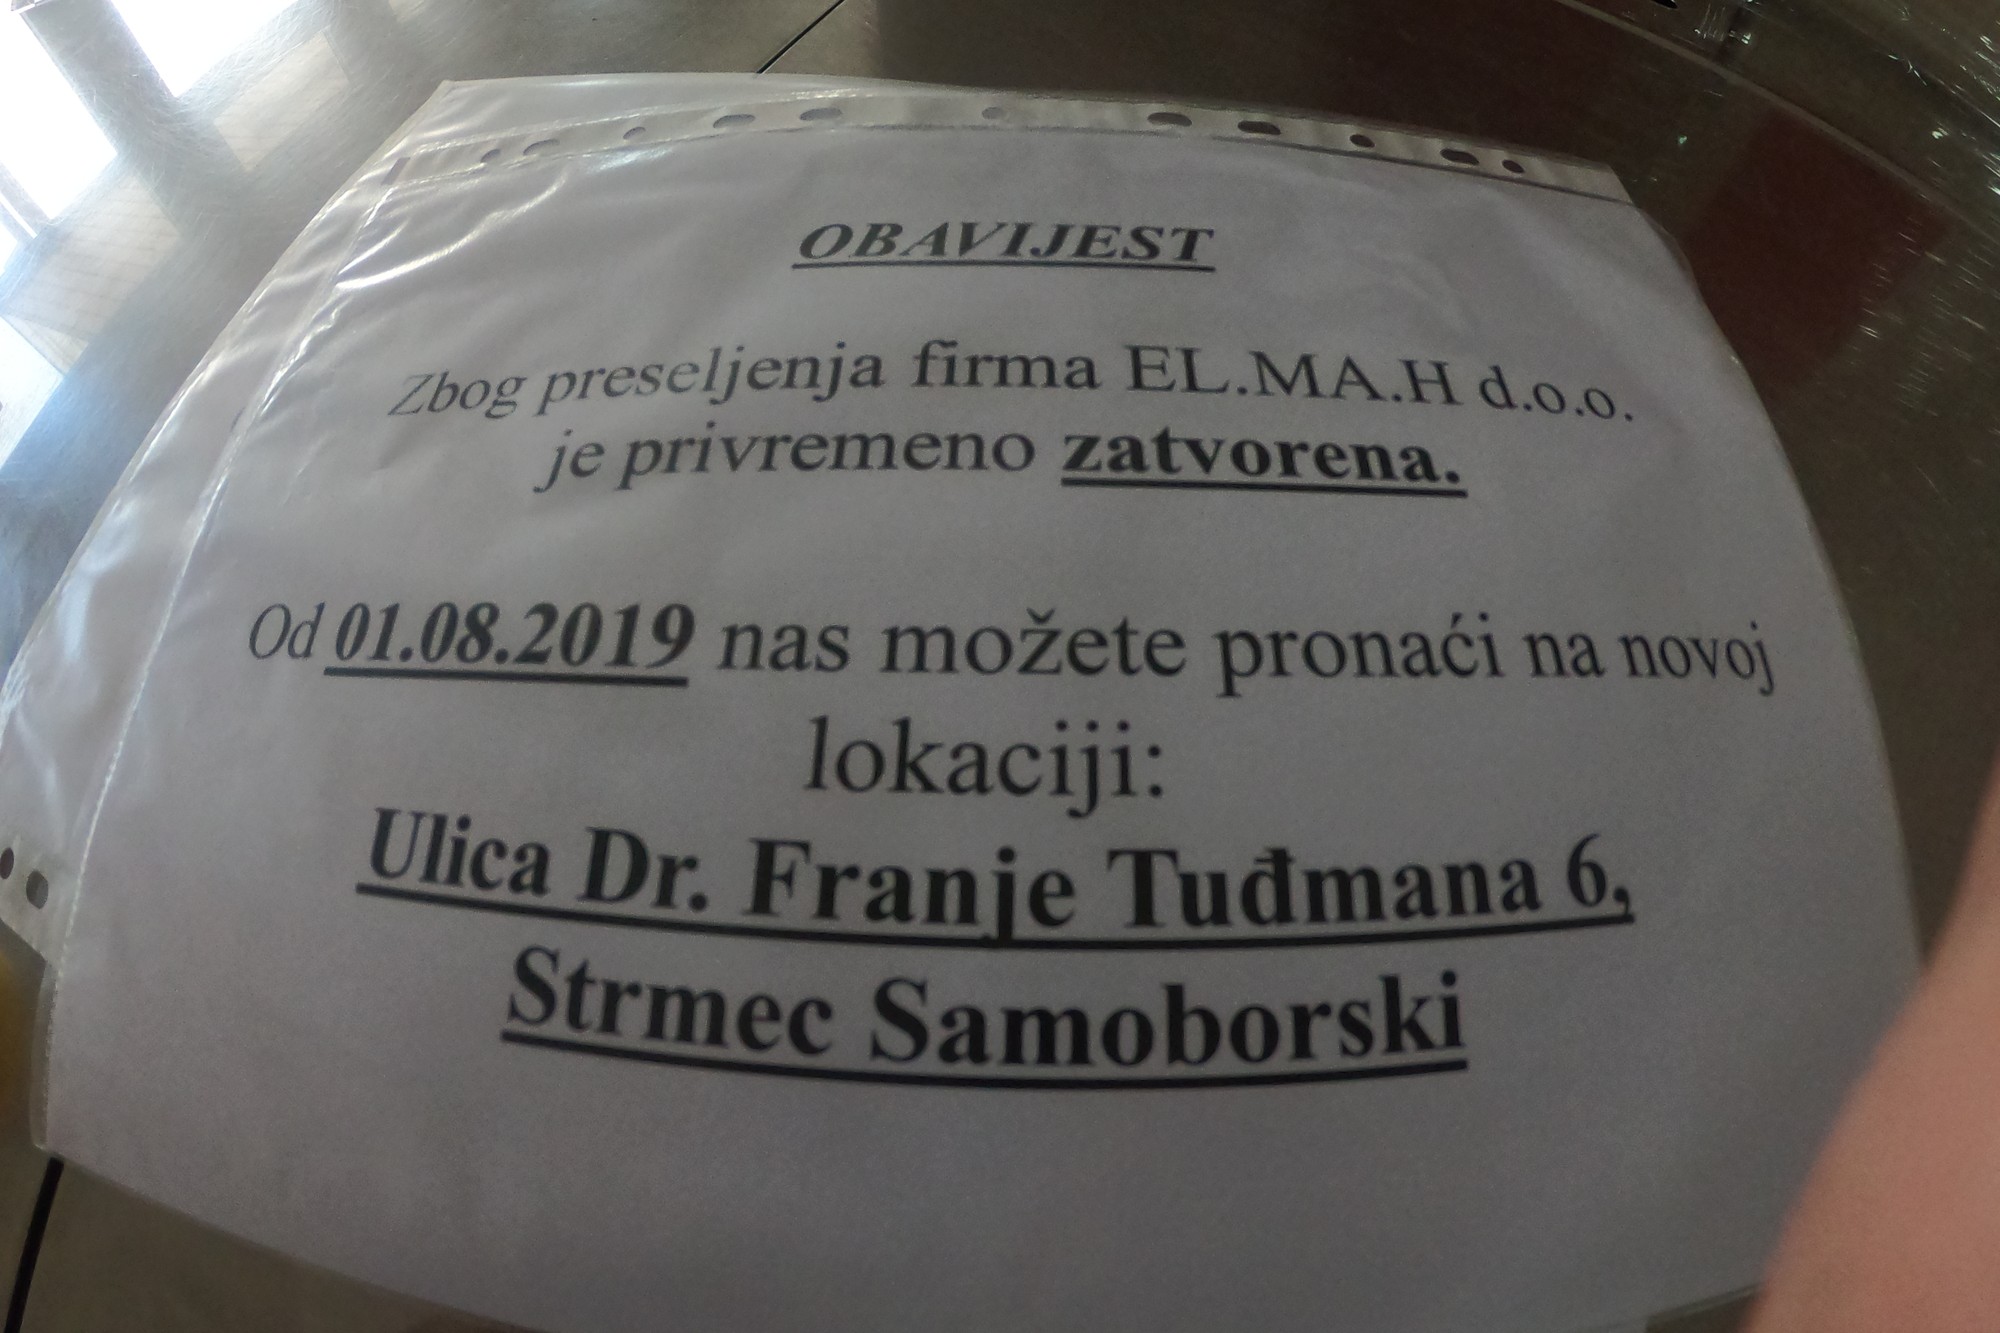 OBAVIJEST
Zbog preseljenja firma EL.MA.H d.o.o.
je privremeno zatvorena.
Od 01.08.2019 nas možete pronaći na novoj
lokaciji:
Ulica Dr. Franje Tuđmana 6,
Strmec Samoborski